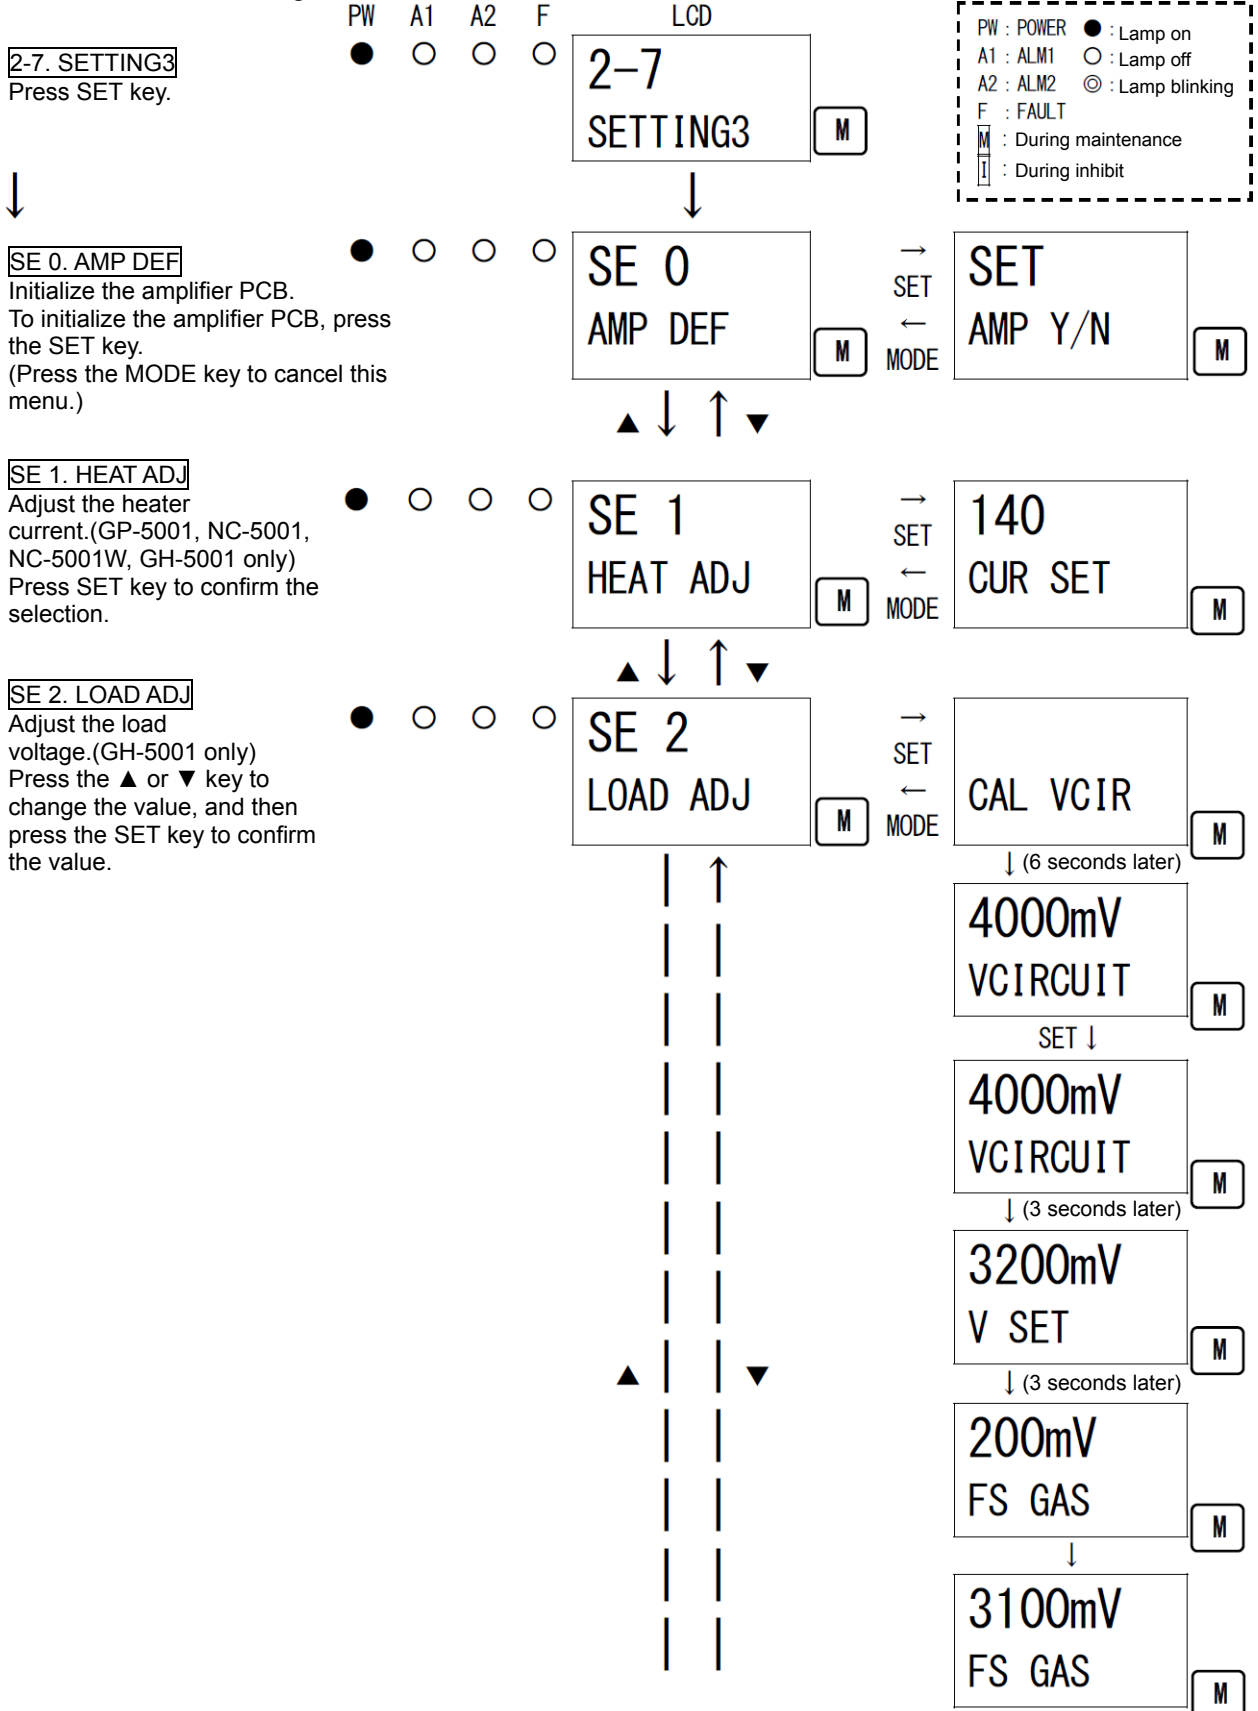 PW A1 A2 F LCD
PW : POWER ● : Lamp on
A1 : ALM1 ○ : Lamp off
A2 : ALM2 ◎ : Lamp blinking
F : FAULT
M : During maintenance
I : During inhibit
2-7. SETTING3
Press SET key.
● ○ ○ ○
2-7
SETTING3
M
↓ ↓
SE 0. AMP DEF
Initialize the amplifier PCB.
To initialize the amplifier PCB, press
the SET key.
(Press the MODE key to cancel this
menu.)
● ○ ○ ○
SE 0
AMP DEF
M
→
SET
←
MODE
SET
AMP Y/N
M
▲ ↓ ↑ ▼
SE 1. HEAT ADJ
Adjust the heater
current.(GP-5001, NC-5001,
NC-5001W, GH-5001 only)
Press SET key to confirm the
selection.
● ○ ○ ○
SE 1
HEAT ADJ
M
→
SET
←
MODE
140
CUR SET
M
▲ ↓ ↑ ▼
SE 2. LOAD ADJ
Adjust the load
voltage.(GH-5001 only)
Press the ▲ or ▼ key to
change the value, and then
press the SET key to confirm
the value.
● ○ ○ ○
SE 2
LOAD ADJ
M
→
SET
←
MODE
CAL VCIR
M
↓ (6 seconds later)
4000mV
VCIRCUIT
M
SET ↓
4000mV
VCIRCUIT
M
↓ (3 seconds later)
3200mV
V SET
M
▲ ▼
↓ (3 seconds later)
200mV
FS GAS
M
↓
3100mV
FS GAS
M